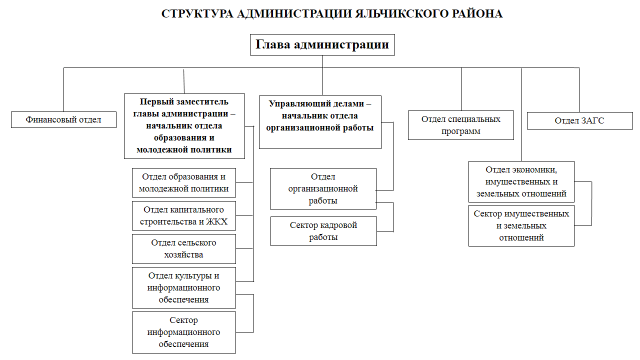 СТРУКТУРА АДМИНИСТРАЦИИ ЯЛЬЧИКСКОГО РАЙОНА
Глава администрации
Финансовый отдел
Первый заместитель
главы администрации –
начальник отдела
образования и
молодежной политики
Управляющий делами –
начальник отдела
организационной работы
Отдел специальных
программ
Отдел ЗАГС
Отдел образования и
молодежной политики
Отдел капитального
строительства и ЖКХ
Отдел сельского
хозяйства
Отдел культуры и
информационного
обеспечения
Сектор
информационного
обеспечения
Отдел
организационной
работы
Сектор кадровой
работы
Отдел экономики,
имущественных и
земельных отношений
Сектор имущественных
и земельных
отношений